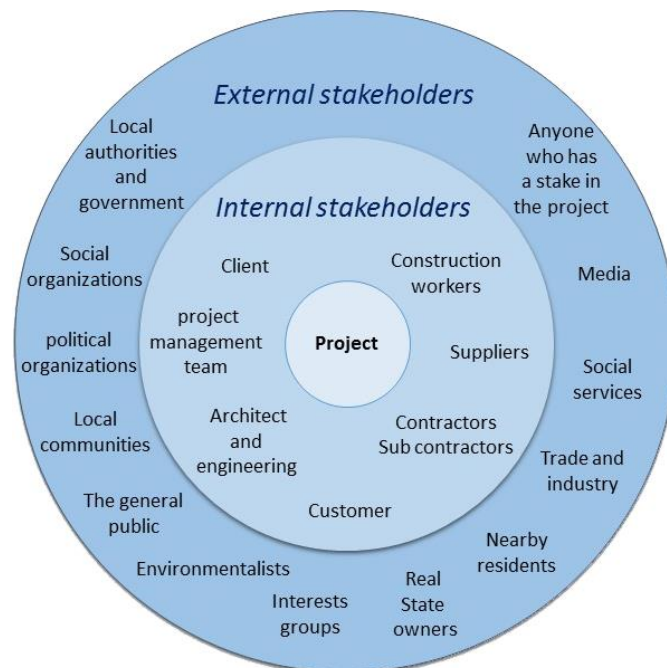 External stakeholders
Local
authorities
and
government
Anyone
who has
a stake in
the project
Internal stakeholders
Social
organizations
Client
Construction
workers
Media
political
organizations
project
management
team
Project
Suppliers
Social
services
Local
communities
Architect
and
engineering
Contractors
Sub contractors
Trade and
industry
The general
public
Customer
Nearby
residents
Environmentalists
Interests
groups
Real
State
owners